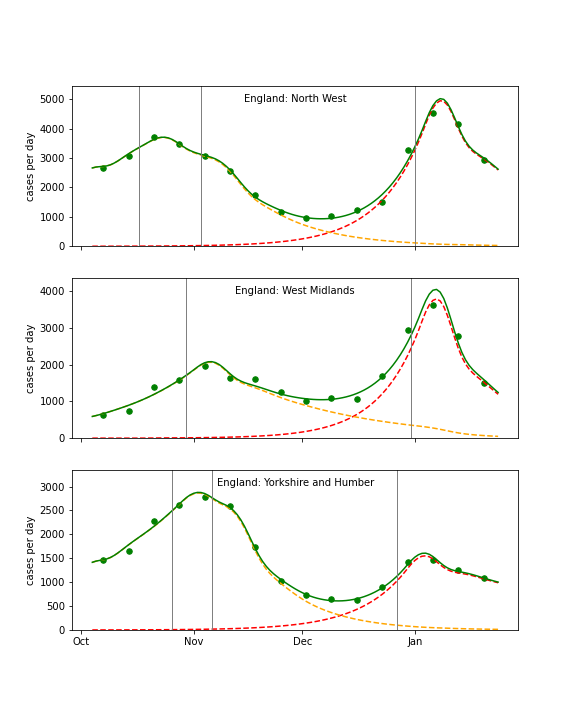 England: North West
5000
4000
3000
2000
1000
0
cases per day
England: West Midlands
4000
3000
2000
1000
0
cases per day
England: Yorkshire and Humber
3000
2500
2000
1500
1000
500
0
cases per day
Oct Nov Dec Jan